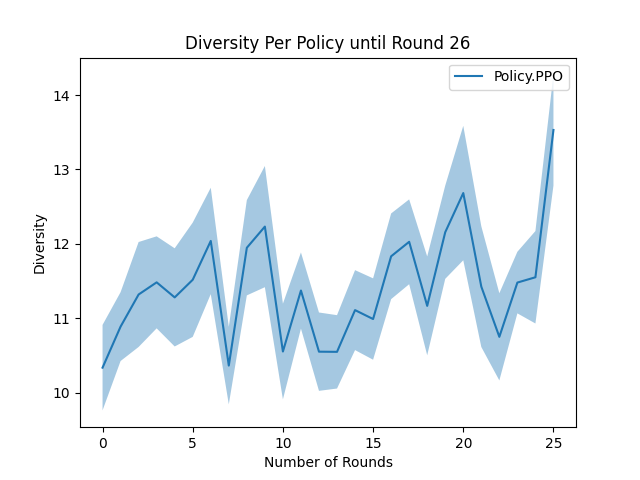 Diversity Per Policy until Round 26
Policy.PPO
14
13
12
11
10
Diversity
0 5 10 15 20 25
Number of Rounds